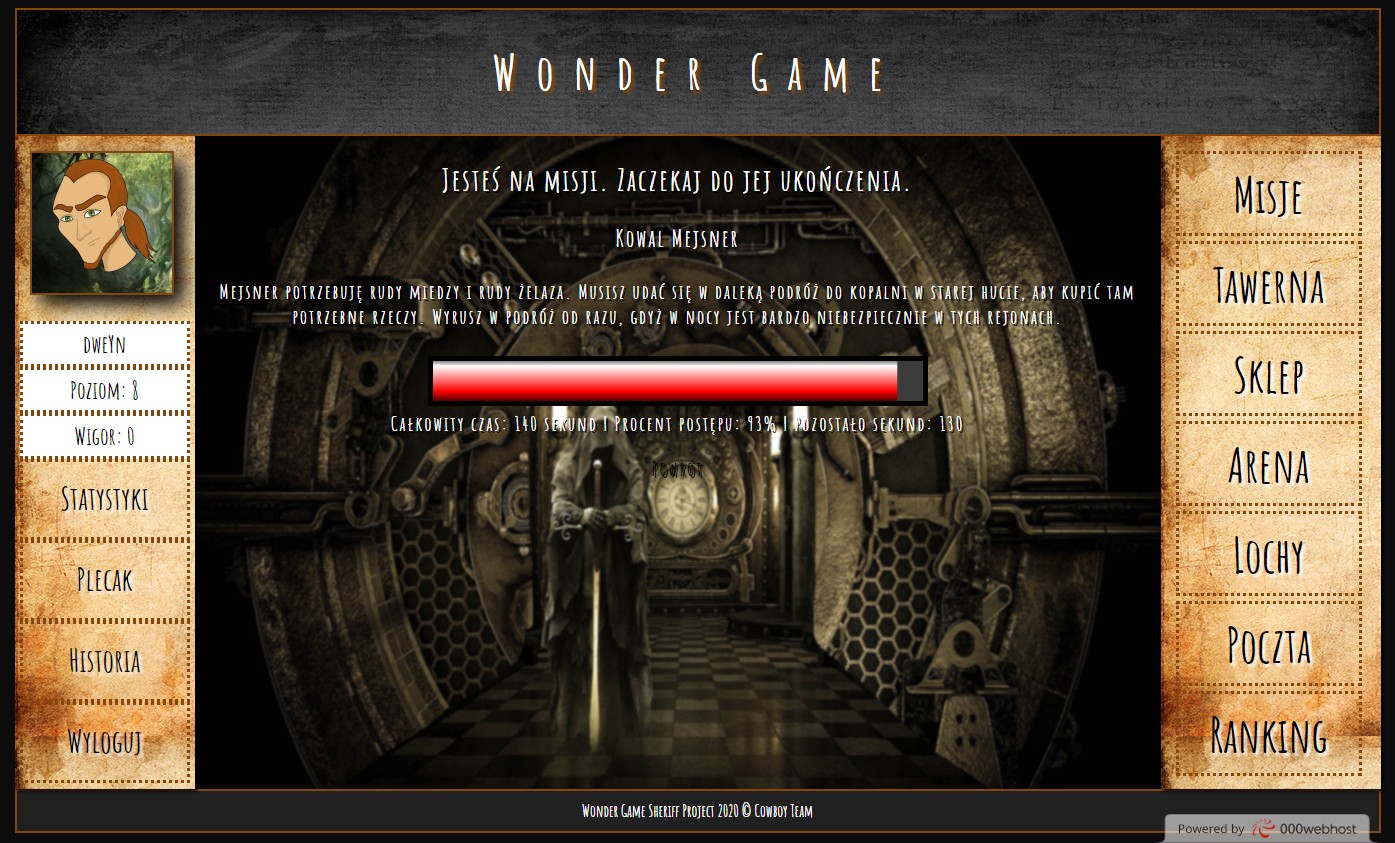 Wonder Game
dweYn
Poziom: 8
Wigor: 0
Statystyki
Plecak
Historia
Wyloguj
Jesteś na misji. Zaczekaj do jej ukończenia.
Kowal Mejsner
Mejsner potrzebuję rudy miedzy i rudy żelaza. Musisz udać się w daleką podróż do kopalni w starej hucie, aby kupić tam
potrzebne rzeczy. Wyrusz w podróż od razu, gdyż w nocy jest bardzo niebezpiecznie w tych rejonach.
Całkowity czas: 140 sekund | Procent postępu: 93% | Pozostało sekund: 130
Powrót
Misje
Tawerna
Sklep
Arena
Lochy
Poczta
Ranking
Wonder Game Sheriff Project 2020 © Cowboy Team
Powered by 000webhost